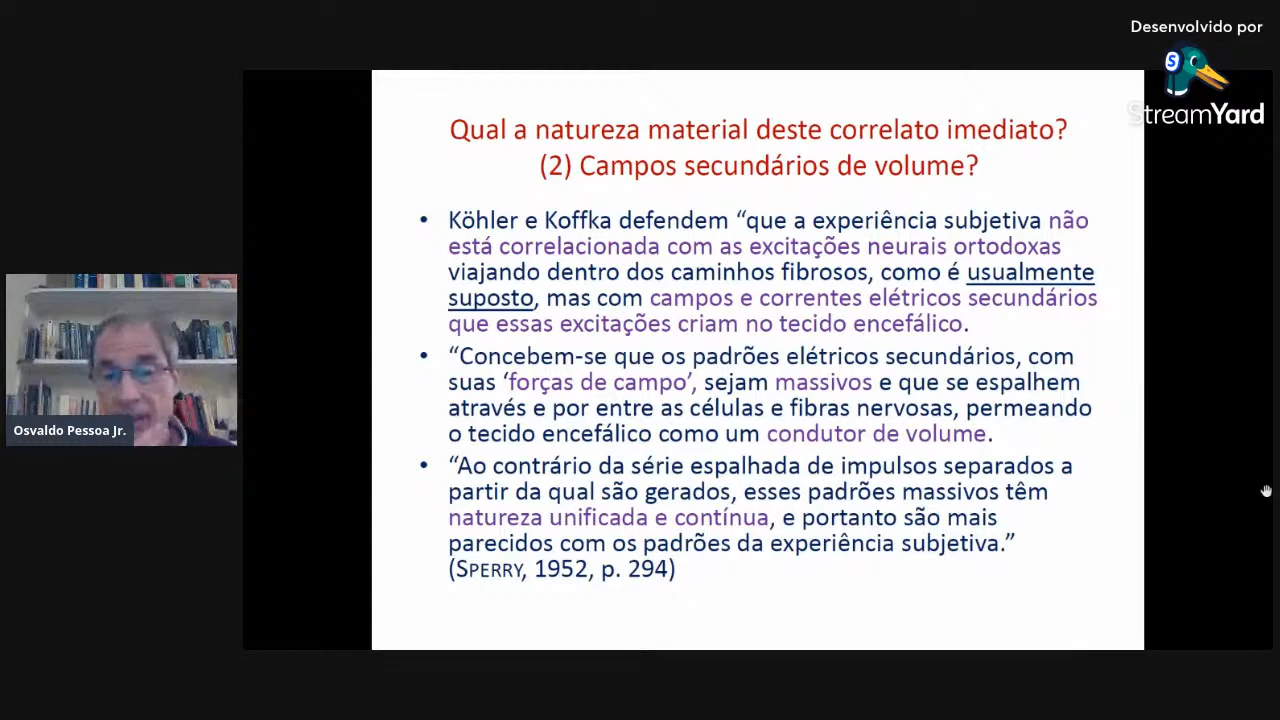 Desenvolvido por
S
StreamYard
Qual a natureza material deste correlato imediato?
(2) Campos secundários de volume?
• Köhler e Koffka defendem “que a experiência subjetiva não
está correlacionada com as excitações neurais ortodoxas
viajando dentro dos caminhos fibrosos, como é usualmente
suposto, mas com campos e correntes elétricos secundários
que essas excitações criam no tecido encefálico.
• “Concebem-se que os padrões elétricos secundários, com
suas ‘forças de campo’, sejam massivos e que se espalhem
através e por entre as células e fibras nervosas, permeando
o tecido encefálico como um condutor de volume.
• “Ao contrário da série espalhada de impulsos separados a
partir da qual são gerados, esses padrões massivos têm
natureza unificada e contínua, e portanto são mais
parecidos com os padrões da experiência subjetiva.”
(SPERRY, 1952, p. 294)
Osvaldo Pessoa Jr.